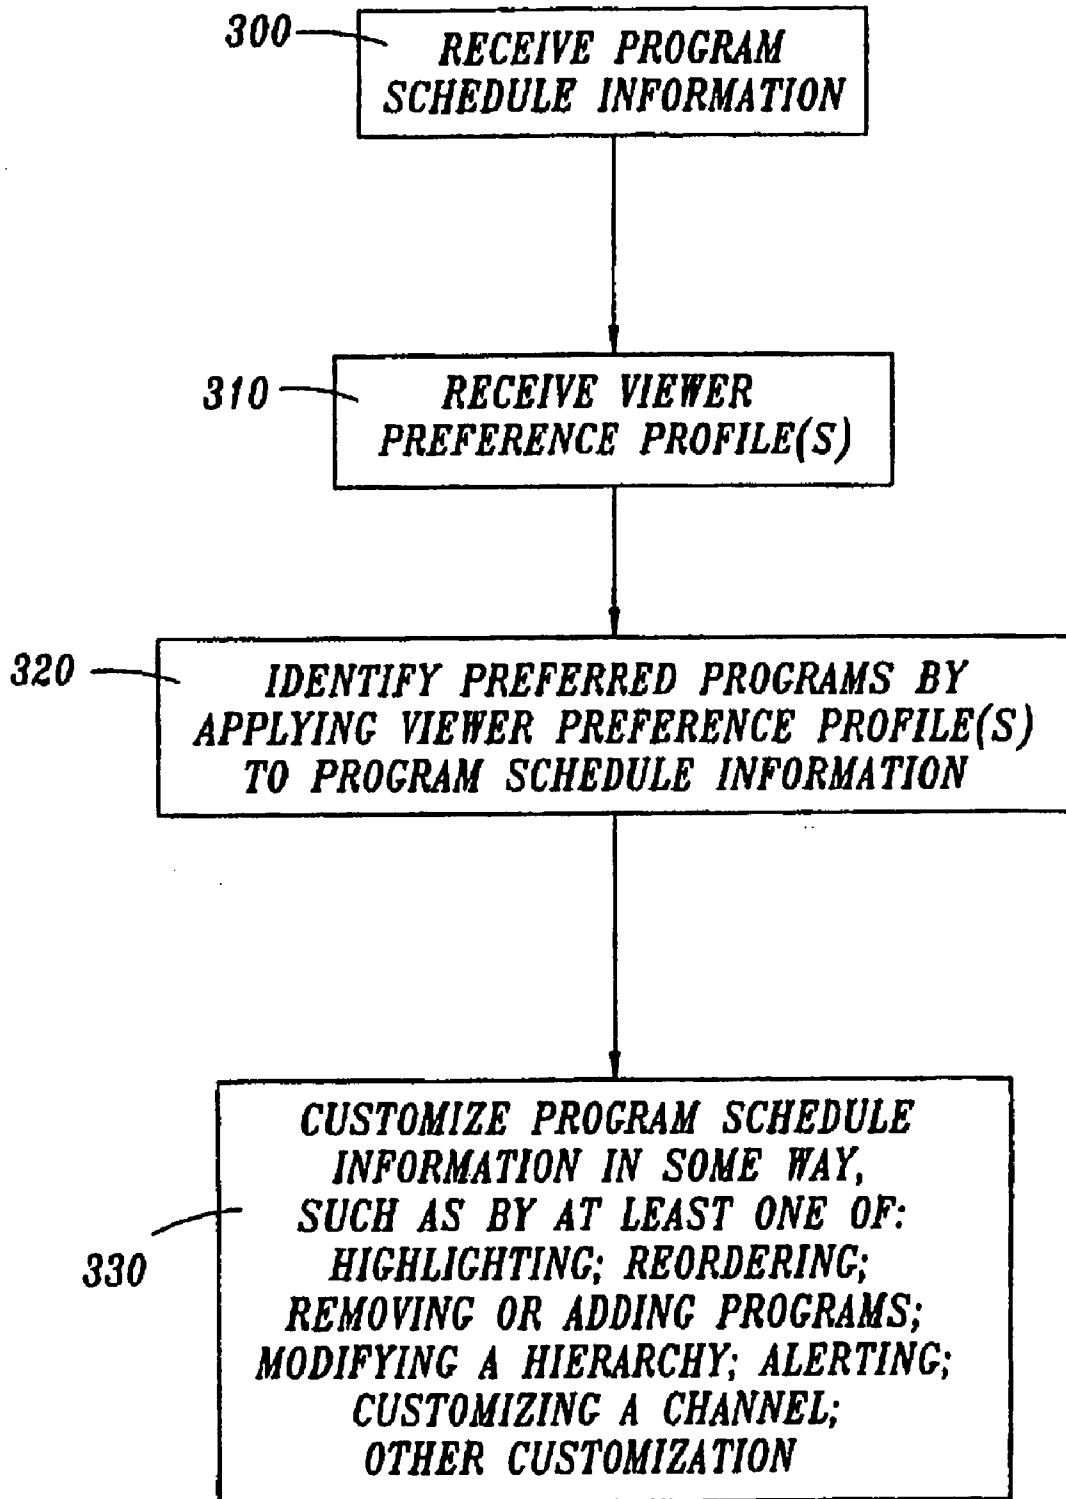 300
RECEIVE PROGRAM
SCHEDULE INFORMATION
310
RECEIVE VIEWER
PREFERENCE PROFILE(S)
320
IDENTIFY PREFERRED PROGRAMS BY
APPLYING VIEWER PREFERENCE PROFILE(S)
TO PROGRAM SCHEDULE INFORMATION
330
CUSTOMIZE PROGRAM SCHEDULE
INFORMATION IN SOME WAY,
SUCH AS BY AT LEAST ONE OF:
HIGHLIGHTING; REORDERING;
REMOVING OR ADDING PROGRAMS;
MODIFYING A HIERARCHY; ALERTING;
CUSTOMIZING A CHANNEL;
OTHER CUSTOMIZATION